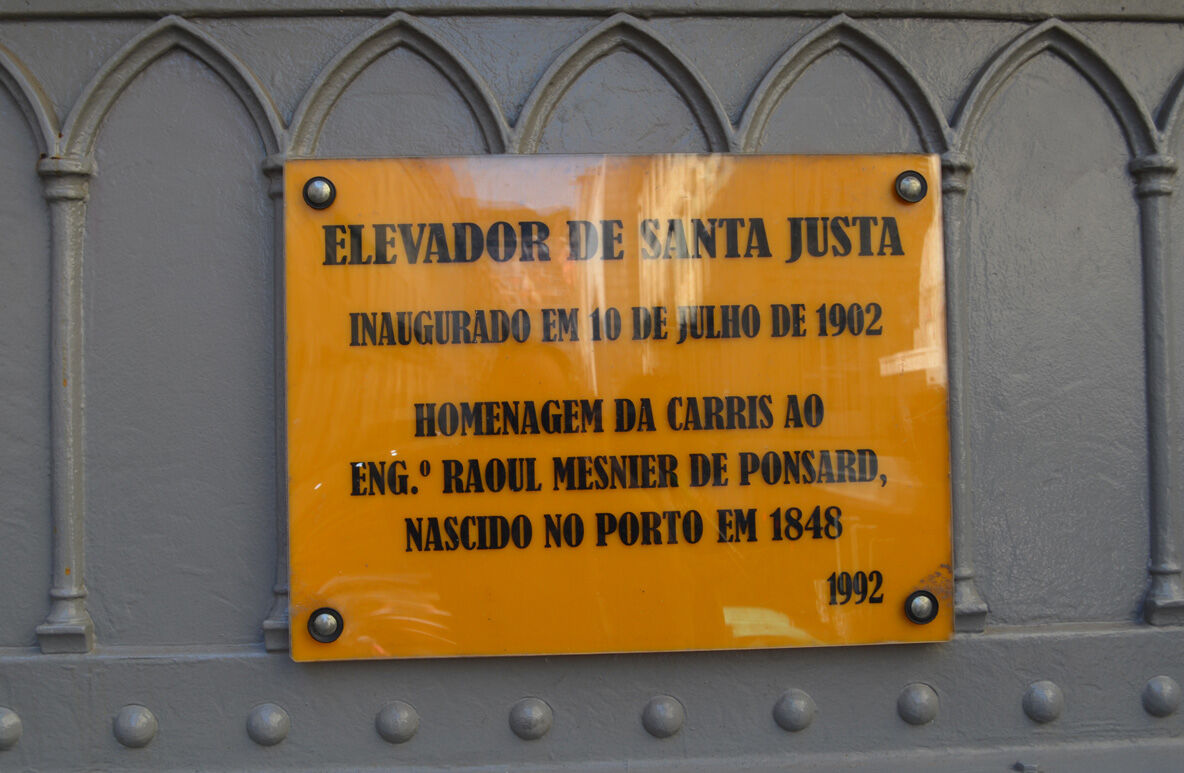 ELEVADOR DE SANTA JUSTA
INAUGURADO EM 10 DE JULHO DE 1902
HOMENAGEM DA CARRIS AO
ENG.º RAOUL MESNIER DE PONSARD,
NASCIDO NO PORTO EM 1848
1992